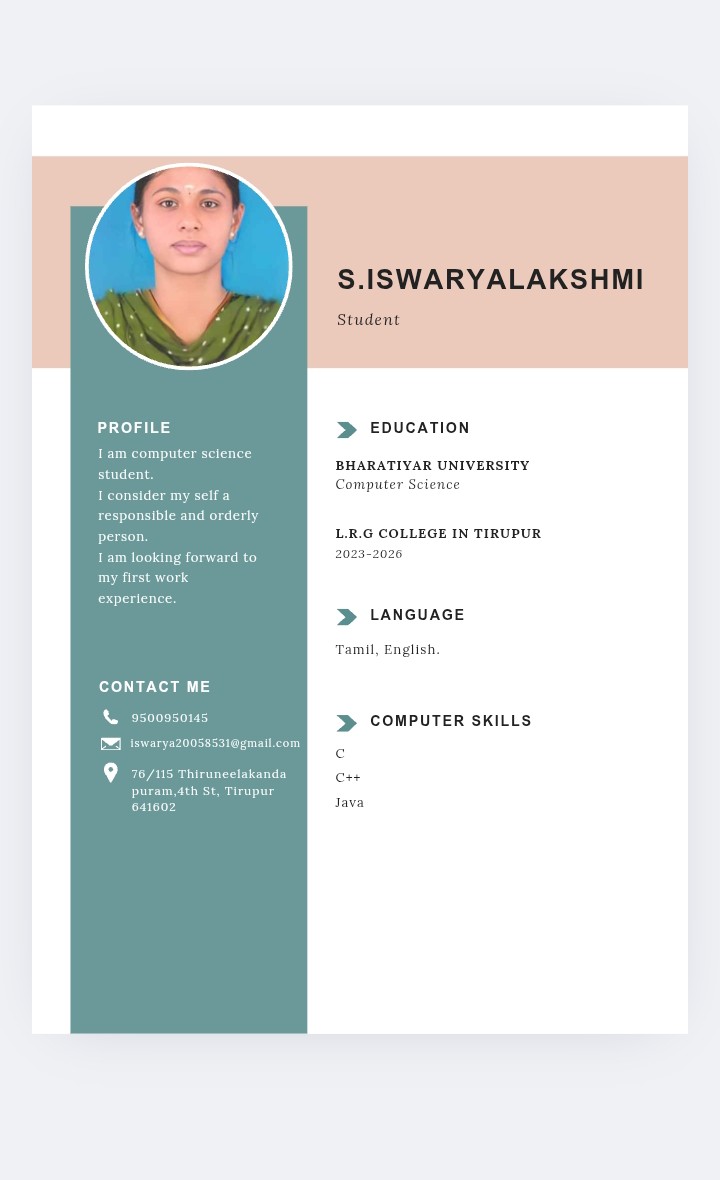 S.ISWARYALAKSHMI
Student
PROFILE
I am computer science
student.
I consider my self a
responsible and orderly
person.
I am looking forward to
my first work
experience.
CONTACT ME
9500950145
iswarya20058531@gmail.com
76/115 Thiruneelakanda
puram,4th St, Tirupur
641602
EDUCATION
BHARATIYAR UNIVERSITY
Computer Science
L.R.G COLLEGE IN TIRUPUR
2023-2026
LANGUAGE
Tamil, English.
COMPUTER SKILLS
C
C++
Java